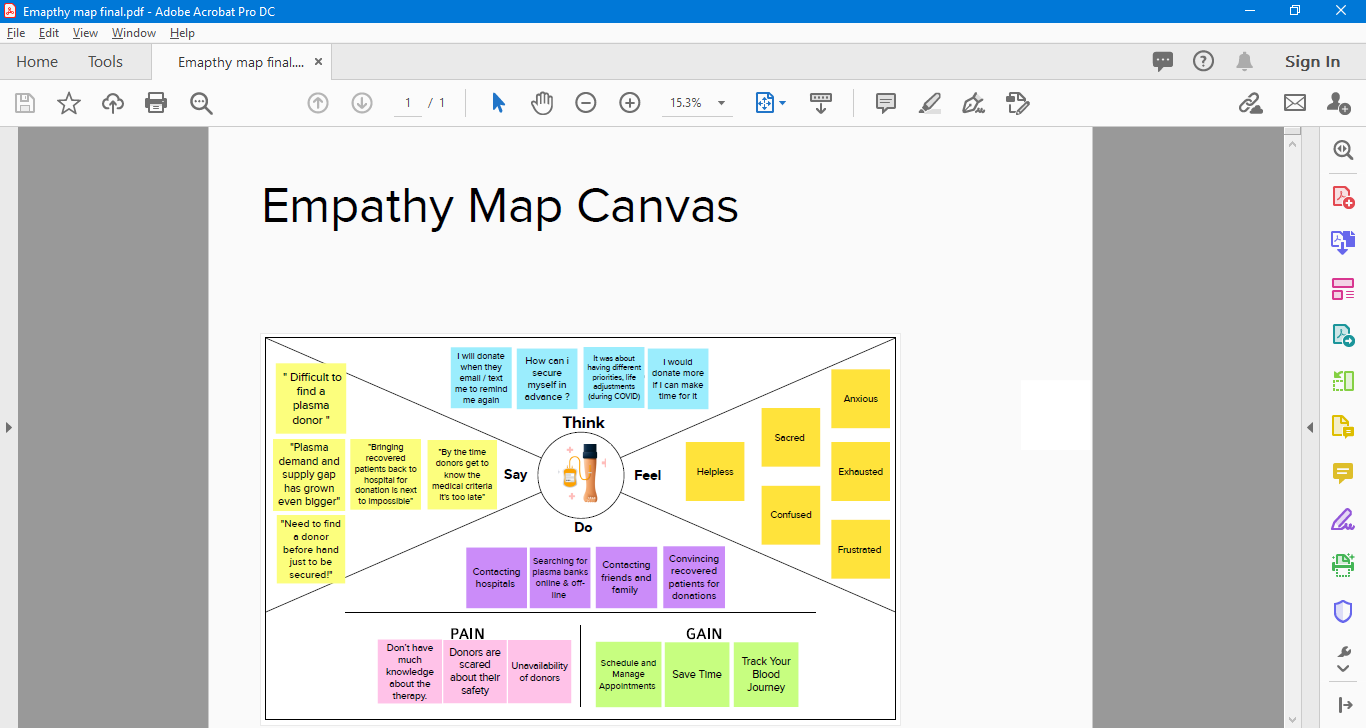 Emapthy map final.pdf - Adobe Acrobat Pro DC
File Edit View Window Help
Home Tools Emapthy map final.... × Sign In
1 / 1 15.3%
Empathy Map Canvas
I will donate
when they
email / text
me to remind
me again
How can i
secure
myself in
advance ?
It was about
having different
priorities, life
adjustments
(during COVID)
I would
donate more
if I can make
time for it
Think
" Difficult to
find a
plasma
donor "
"Plasma
demand and
supply gap
has grown
even bigger"
"Bringing
recovered
patients back to
hospital for
donation is next
to impossible"
"By the time
donors get to
know the
medical criteria
it's too late"
"Need to find
a donor
before hand
just to be
secured!"
Say
Feel
Helpless
Sacred
Confused
Anxious
Exhausted
Frustrated
Do
Contacting
hospitals
Searching for
plasma banks
online & off-
line
Contacting
friends and
family
Convincing
recovered
patients for
donations
PAIN
Don't have
much
knowledge
about the
therapy.
Donors are
scared
about their
safety
Unavailability
of donors
GAIN
Schedule and
Manage
Appointments
Save Time
Track Your
Blood
Journey